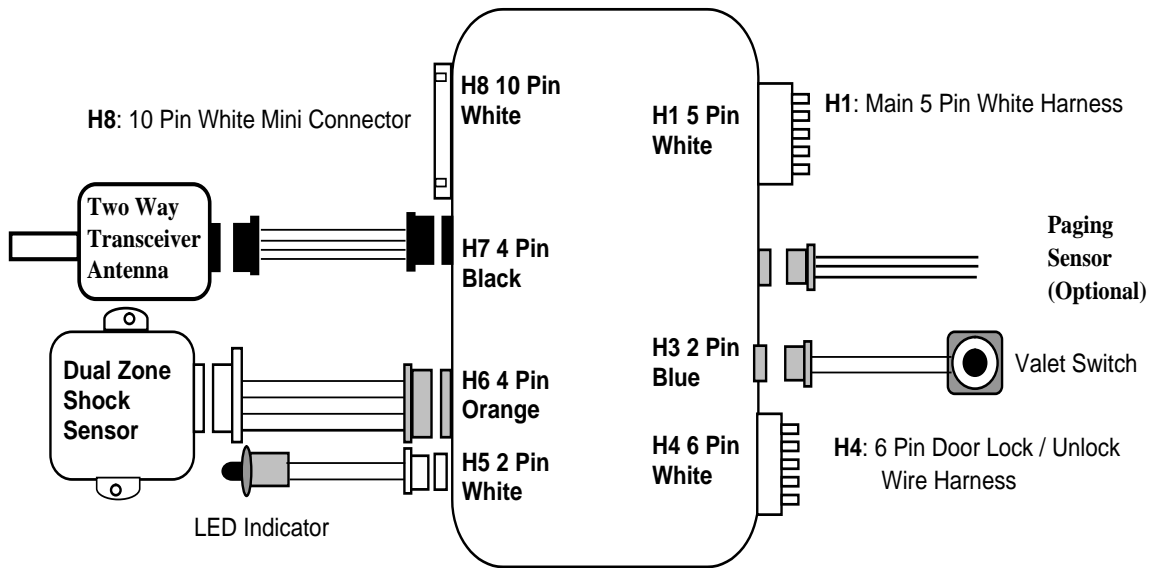 H8: 10 Pin White Mini Connector
H8 10 Pin
White
H1 5 Pin
White
H1: Main 5 Pin White Harness
Two Way
Transceiver
Antenna
H7 4 Pin
Black
Paging
Sensor
(Optional)
Dual Zone
Shock
Sensor
H6 4 Pin
Orange
H3 2 Pin
Blue
Valet Switch
H5 2 Pin
White
LED Indicator
H4 6 Pin
White
H4: 6 Pin Door Lock / Unlock
Wire Harness